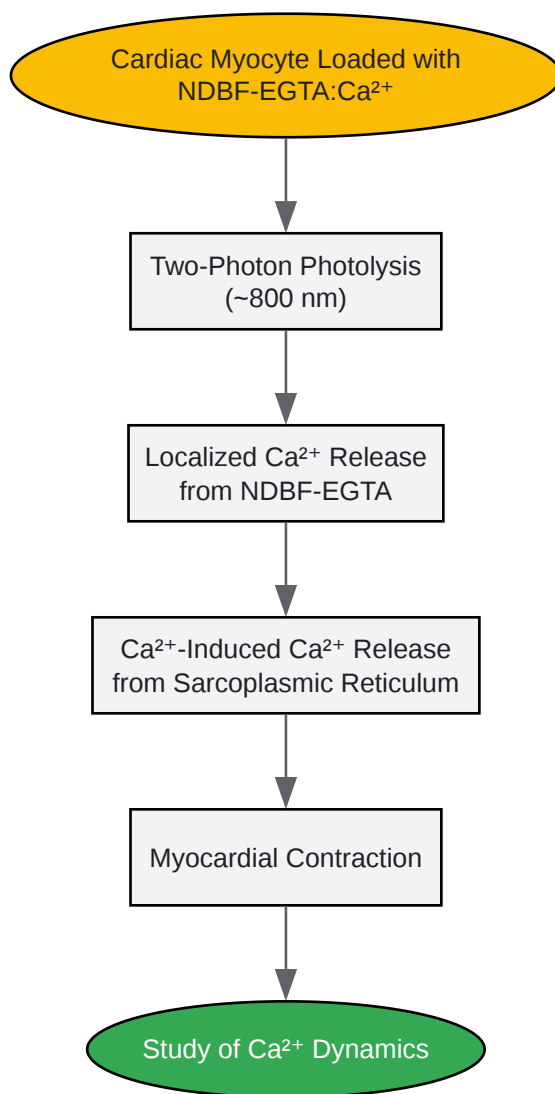 Cardiac Myocyte Loaded with
NDBF-EGTA:Ca²⁺
Two-Photon Photolysis
(~800 nm)
Localized Ca²⁺ Release
from NDBF-EGTA
Ca²⁺-Induced Ca²⁺ Release
from Sarcoplasmic Reticulum
Myocardial Contraction
Study of Ca²⁺ Dynamics